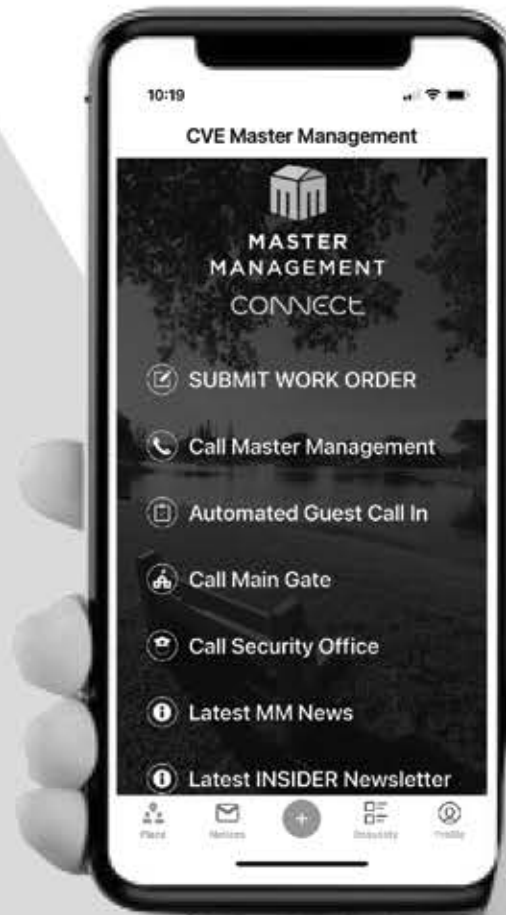 10:19
CVE Master Management
MASTER
MANAGEMENT
CONNECT
SUBMIT WORK ORDER
Call Master Management
Automated Guest Call In
Call Main Gate
Call Security Office
Latest MM News
Latest INSIDER Newsletter
Notices
Profile